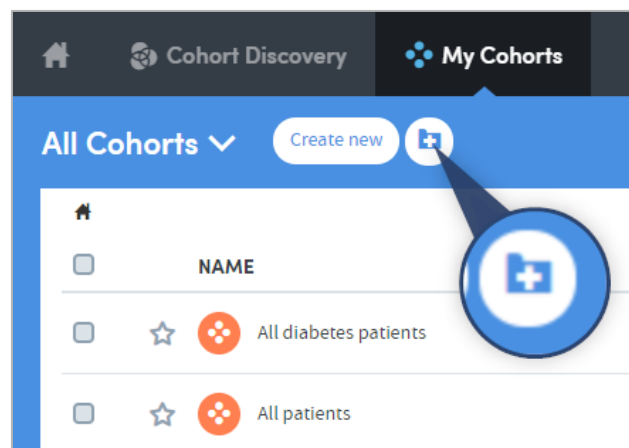 Cohort Discovery
My Cohorts
All Cohorts
Create new
NAME
All diabetes patients
All patients